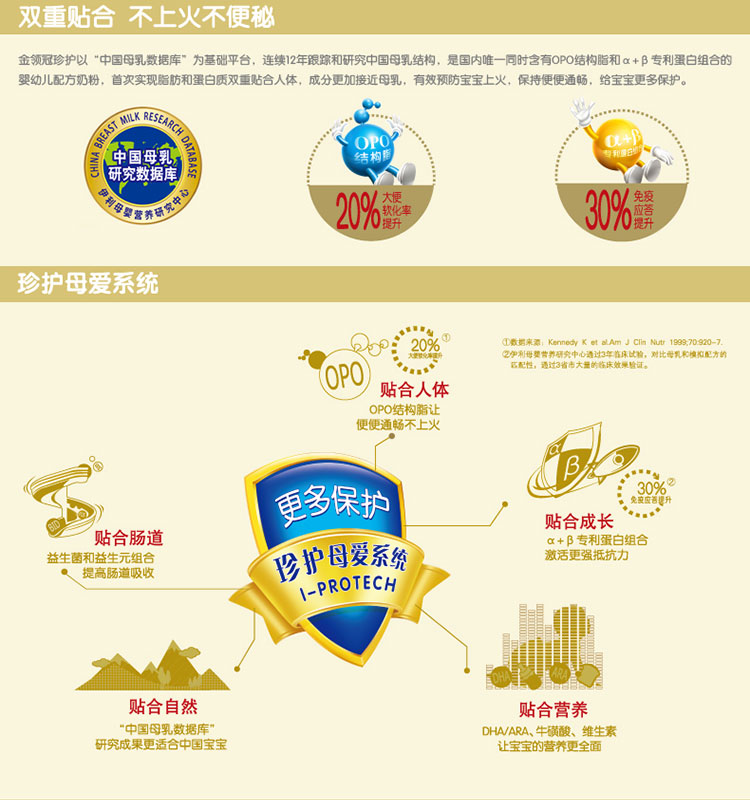 双重贴合 不上火不便秘
金领冠珍护以“中国母乳数据库”为基础平台，连续12年跟踪和研究中国母乳结构，是国内唯一同时含有OPO结构脂和α+β专利蛋白组合的
婴幼儿配方奶粉，首次实现脂肪和蛋白质双重贴合人体，成分更加接近母乳，有效预防宝宝上火，保持便便通畅，给宝宝更多保护。
CHINA BREAST MILK RESEARCH DATABASE
中国母乳
研究数据库
伊利母婴营养研究中心
OPO
结构脂
20%
大便
软化率
提升
α+β
专利蛋白组合
30%
免疫
应答
提升
珍护母爱系统
①数据来源：Kennedy K et al.Am J Clin Nutr 1999;70:920-7.
②伊利母婴营养研究中心通过3年临床试验，对比母乳和模拟配方的
匹配性，通过3省市大量的临床效果验证。
OPO
20%
①
大便软化率提升
贴合人体
OPO结构脂让
便便通畅不上火
α
β
30%
②
免疫应答提升
贴合成长
α+β专利蛋白组合
激活更强抵抗力
BIO
贴合肠道
益生菌和益生元组合
提高肠道吸收
更多保护
珍护母爱系统
I-PROTECH
贴合自然
“中国母乳数据库”
研究成果更适合中国宝宝
DHA
ARA
贴合营养
DHA/ARA、牛磺酸、维生素
让宝宝的营养更全面